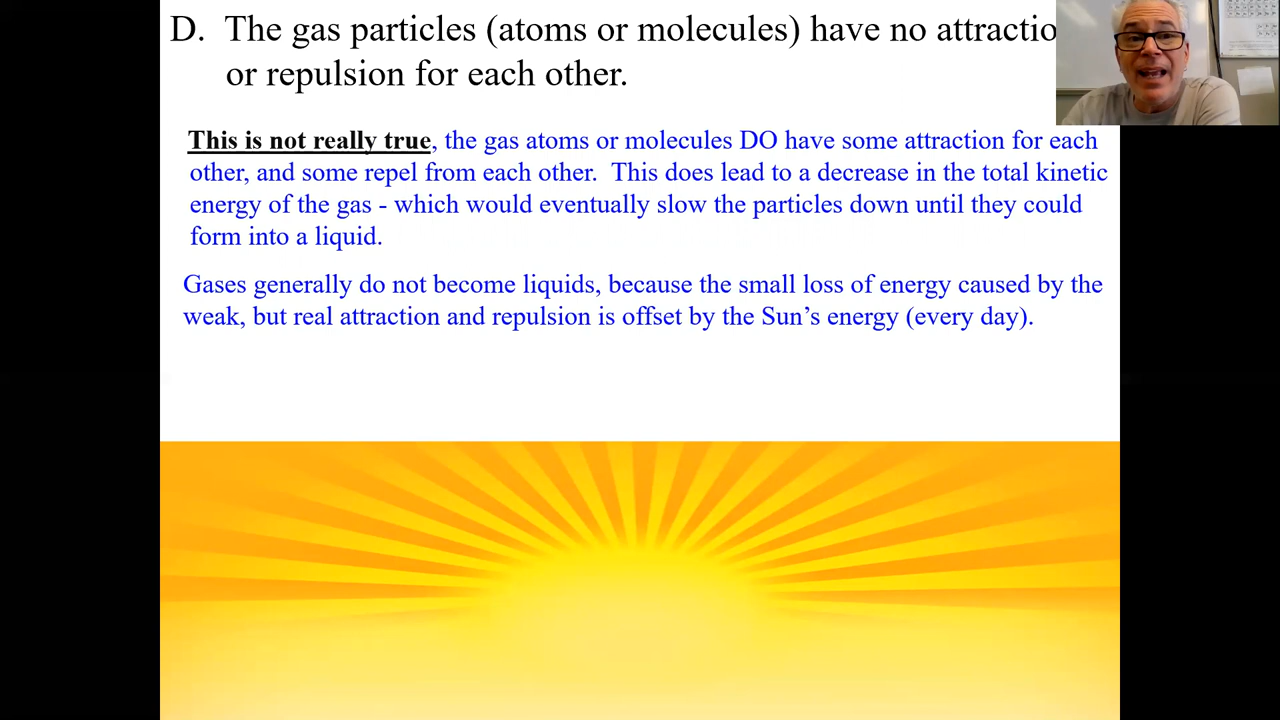 D. The gas particles (atoms or molecules) have no attractio
or repulsion for each other.
This is not really true, the gas atoms or molecules DO have some attraction for each
other, and some repel from each other. This does lead to a decrease in the total kinetic
energy of the gas - which would eventually slow the particles down until they could
form into a liquid.
Gases generally do not become liquids, because the small loss of energy caused by the
weak, but real attraction and repulsion is offset by the Sun's energy (every day).